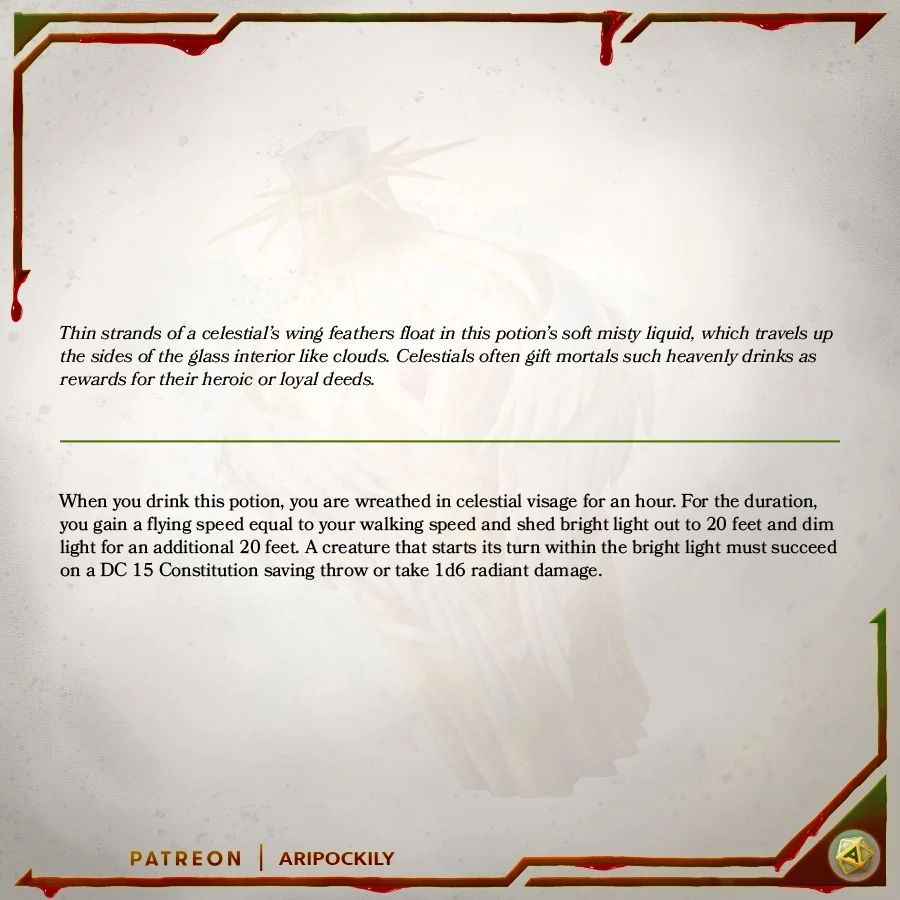 Thin strands of a celestial's wing feathers float in this potion's soft misty liquid, which travels up
the sides of the glass interior like clouds. Celestials often gift mortals such heavenly drinks as
rewards for their heroic or loyal deeds.
When you drink this potion, you are wreathed in celestial visage for an hour. For the duration,
you gain a flying speed equal to your walking speed and shed bright light out to 20 feet and dim
light for an additional 20 feet. A creature that starts its turn within the bright light must succeed
on a DC 15 Constitution saving throw or take 1d6 radiant damage.
PATREON | ARIPOCKILY
A